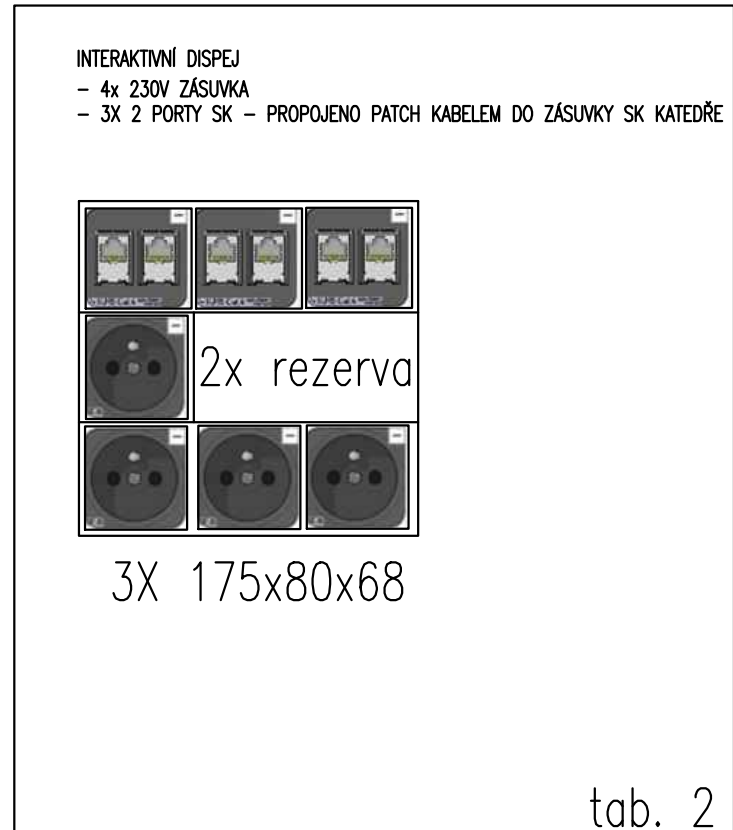 INTERAKTIVNÍ DISPEJ
– 4x 230V ZÁSUVKA
– 3X 2 PORTY SK – PROPOJENO PATCH KABELEM DO ZÁSUVKY SK KATEDŘE
2x rezerva
3X 175x80x68
tab. 2